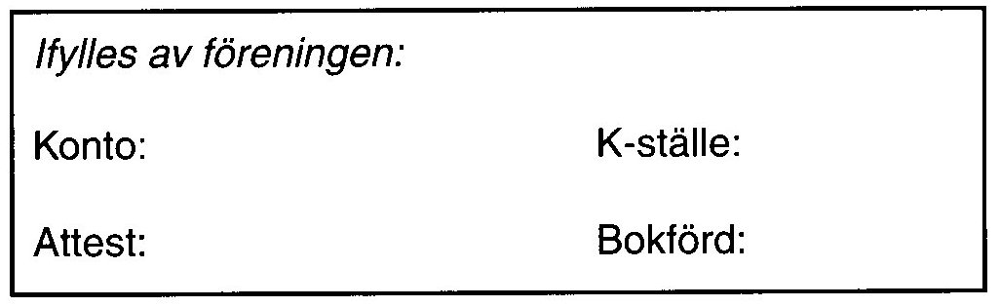 Ifylles av föreningen:
Konto: K-ställe:
Attest: Bokförd: